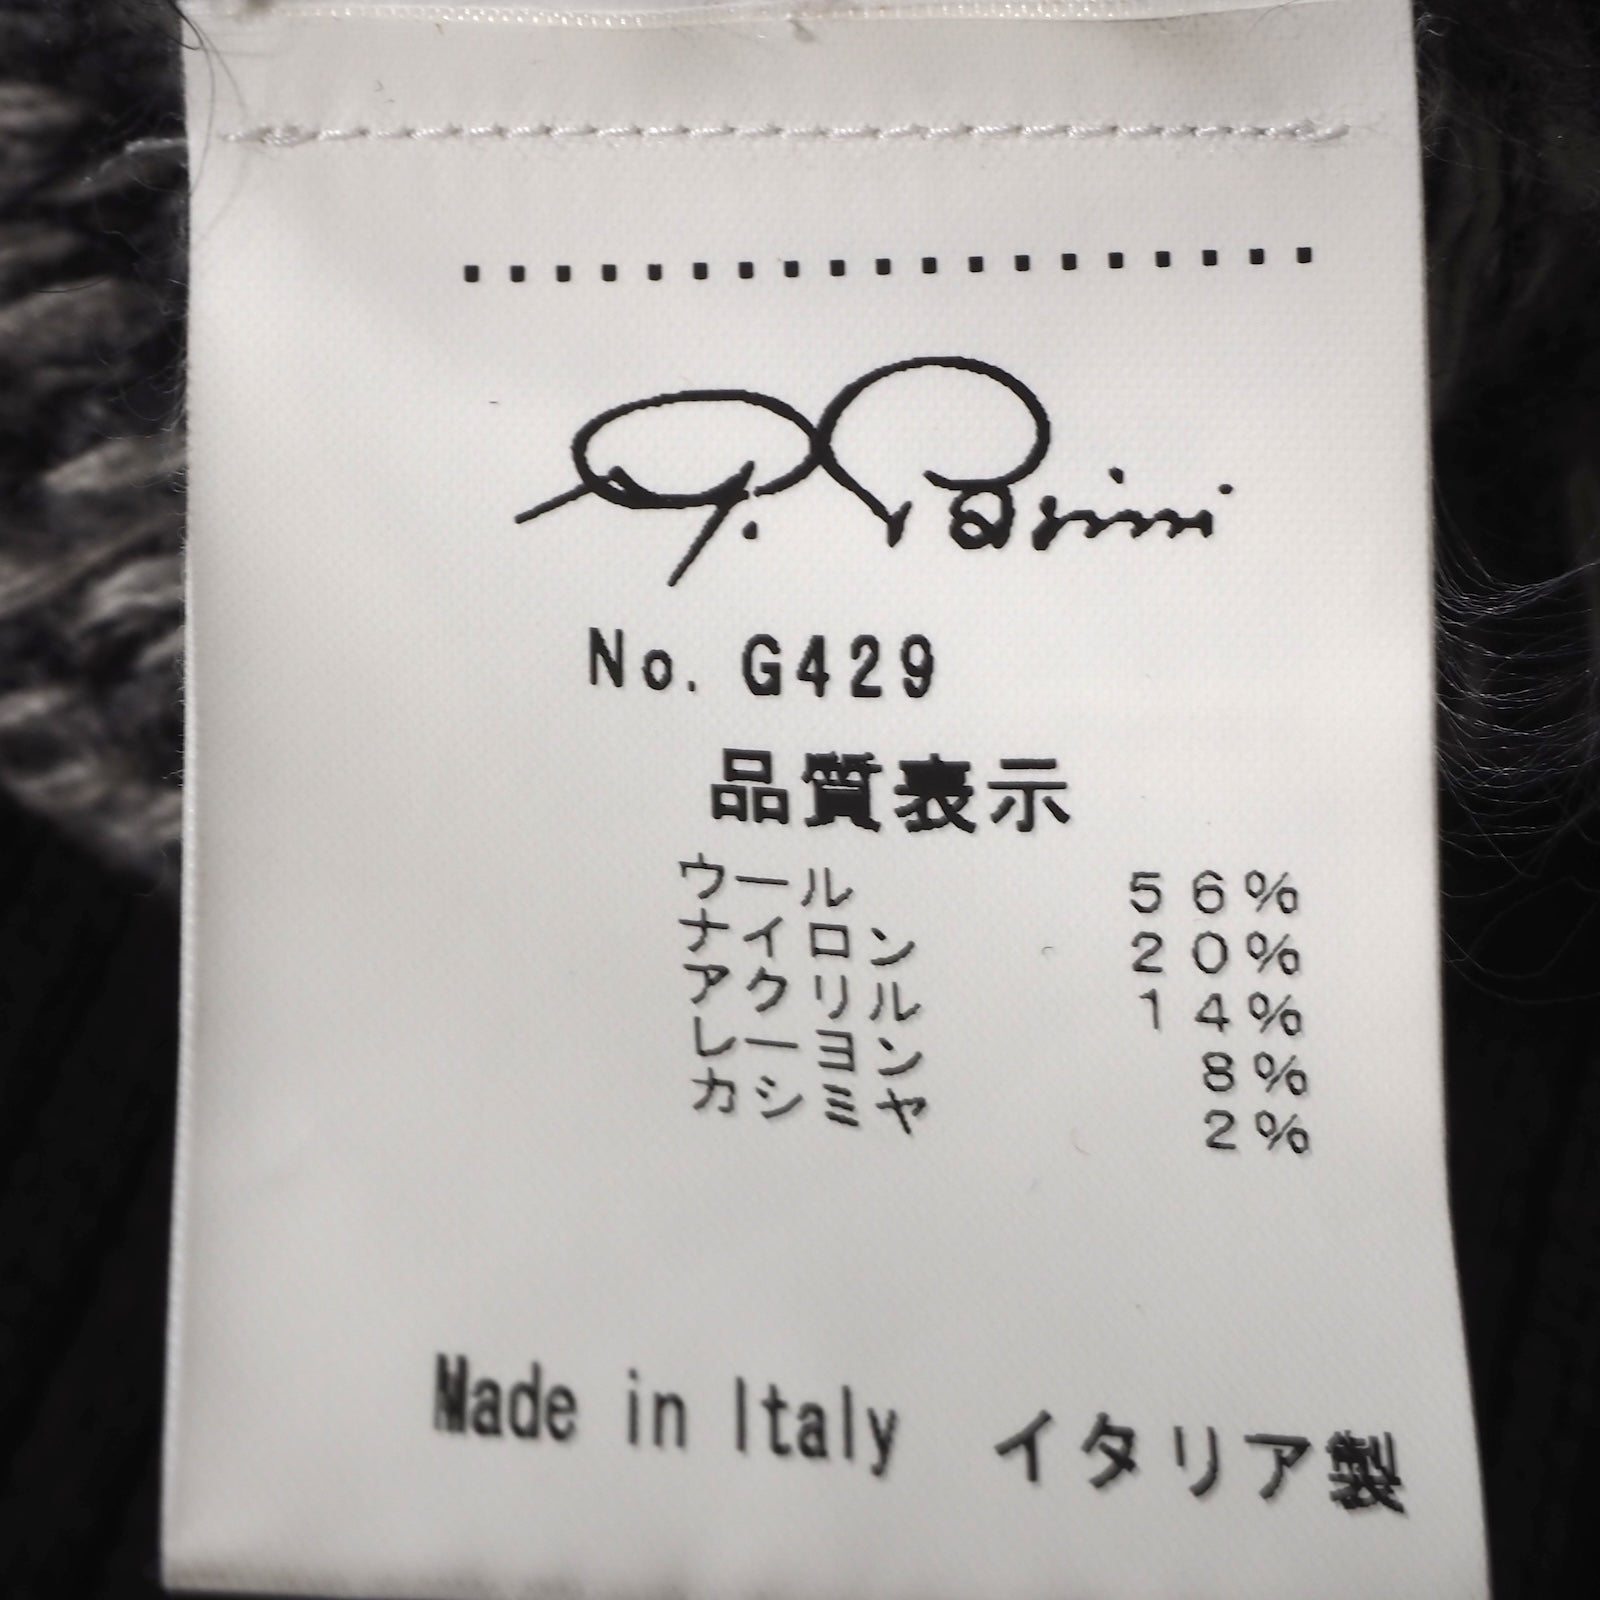 G. Parini
No. G429
品質表示
ウール 56%
ナイロン 20%
アクリル 14%
レーヨン 8%
カシミヤ 2%
Made in Italy イタリア製